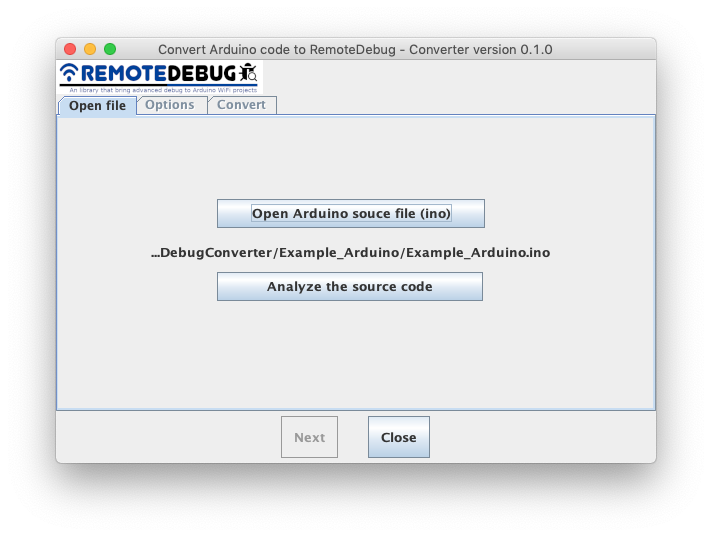 Convert Arduino code to RemoteDebug - Converter version 0.1.0
REMOTEDEBUG
An library that bring advanced debug to Arduino WiFi projects
Open file Options Convert
Open Arduino souce file (ino)
...DebugConverter/Example_Arduino/Example_Arduino.ino
Analyze the source code
Next Close